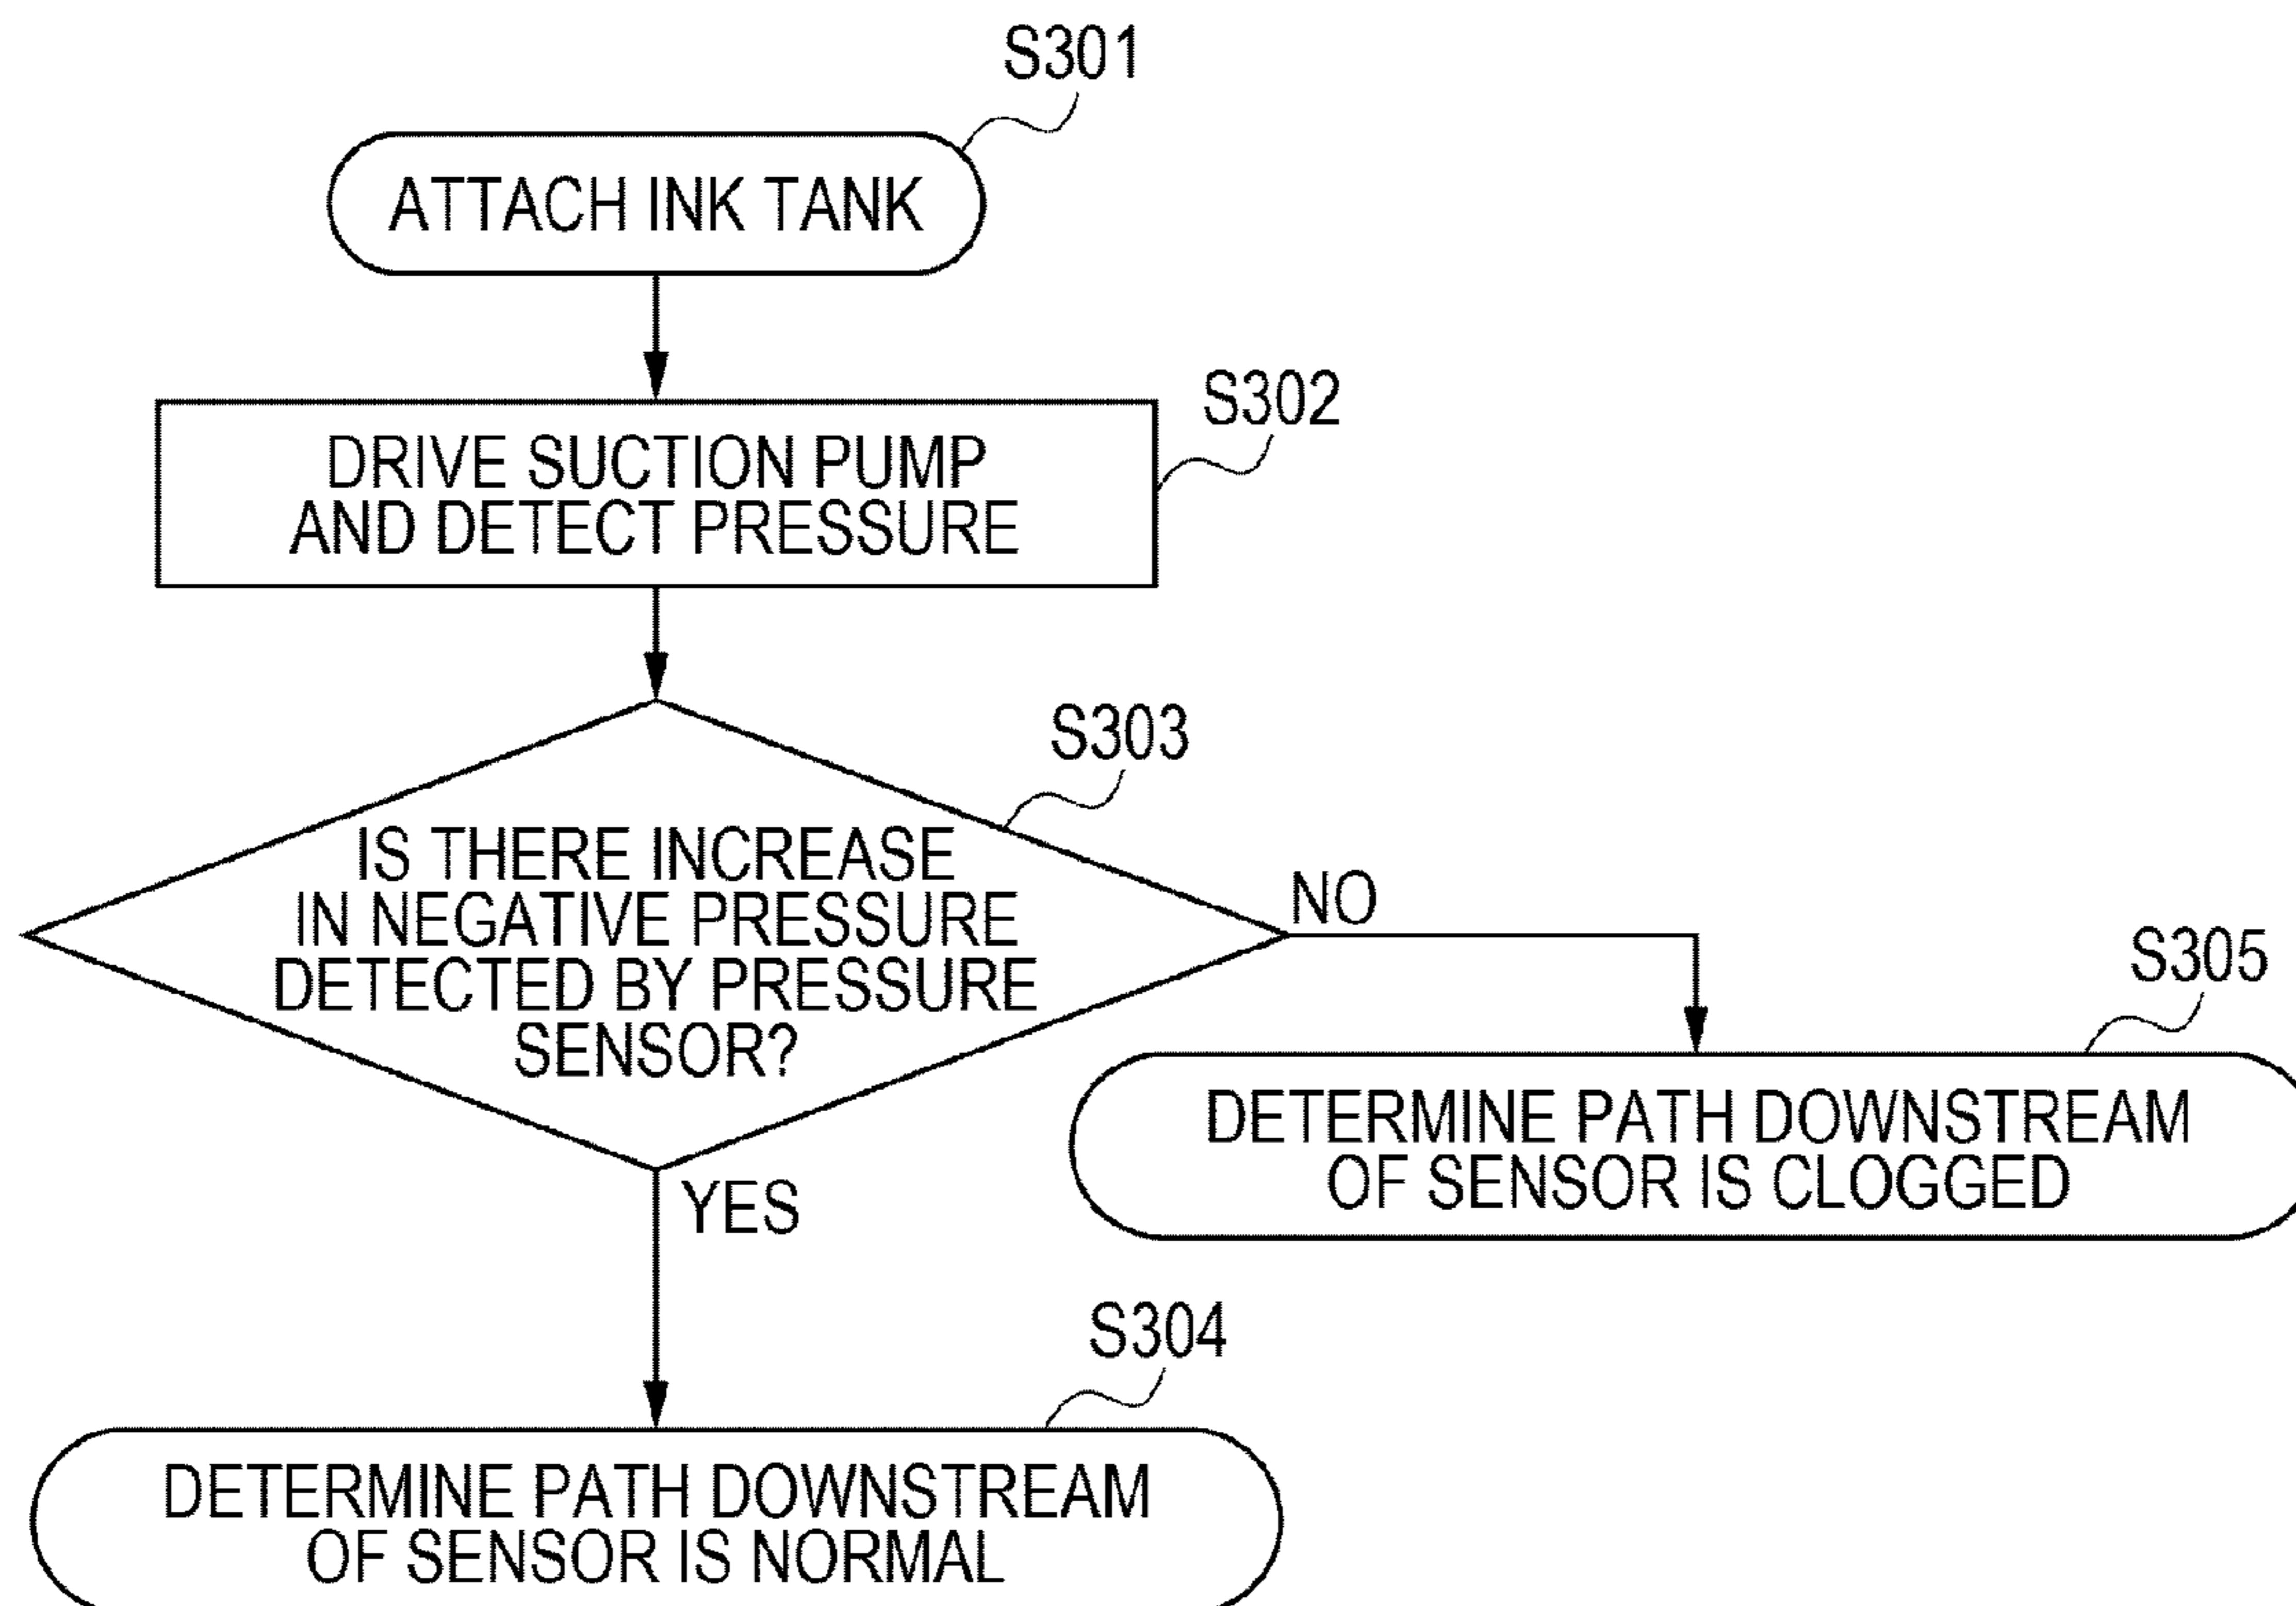 S301
ATTACH INK TANK
S302
DRIVE SUCTION PUMP
AND DETECT PRESSURE
S303
IS THERE INCREASE
IN NEGATIVE PRESSURE
DETECTED BY PRESSURE
SENSOR?
NO
S305
DETERMINE PATH DOWNSTREAM
OF SENSOR IS CLOGGED
YES
S304
DETERMINE PATH DOWNSTREAM
OF SENSOR IS NORMAL